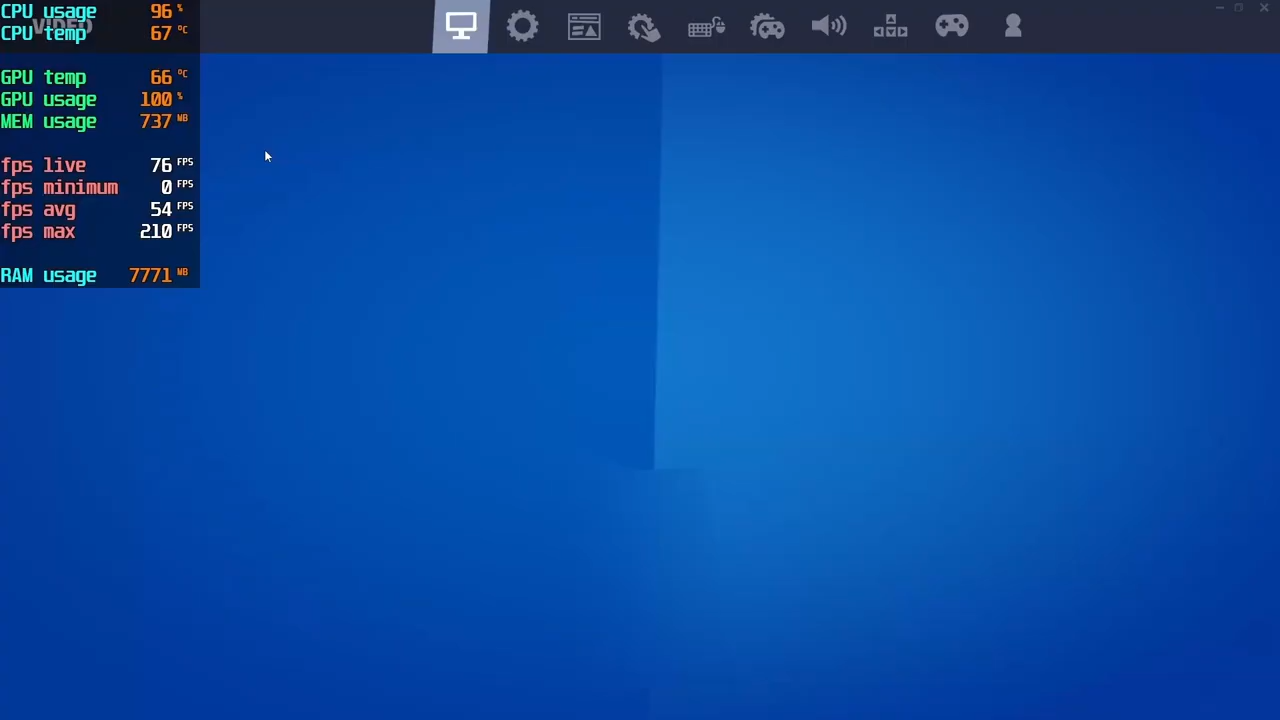 CPU usage 96 %
VIDEO
CPU temp 67 °C
GPU temp 66 °C
GPU usage 100 %
MEM usage 737 MB
fps live 76 FPS
fps minimum 0 FPS
fps avg 54 FPS
fps max 210 FPS
RAM usage 7771 MB